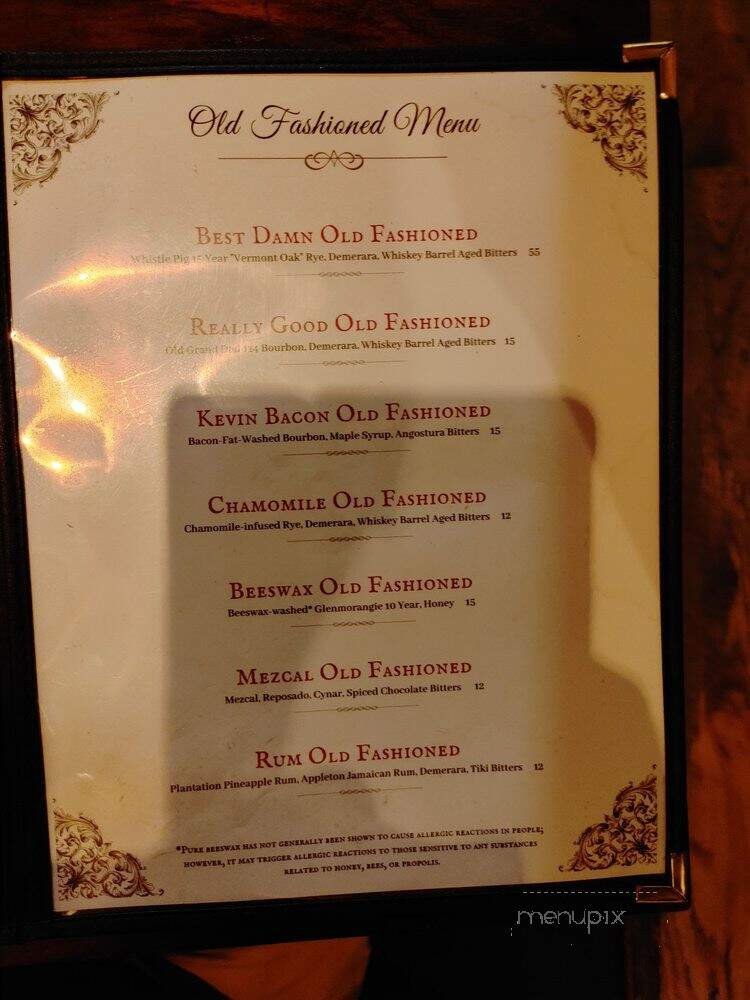 Old Fashioned Menu
Best Damn Old Fashioned
Whistle Pig 15 Year "Vermont Oak" Rye, Demerara, Whiskey Barrel Aged Bitters 55
Really Good Old Fashioned
Old Grand Dad 114 Bourbon, Demerara, Whiskey Barrel Aged Bitters 15
Kevin Bacon Old Fashioned
Bacon-Fat-Washed Bourbon, Maple Syrup, Angostura Bitters 15
Chamomile Old Fashioned
Chamomile-infused Rye, Demerara, Whiskey Barrel Aged Bitters 12
Beeswax Old Fashioned
Beeswax-washed* Glenmorangie 10 Year, Honey 15
Mezcal Old Fashioned
Mezcal, Reposado, Cynar, Spiced Chocolate Bitters 12
Rum Old Fashioned
Plantation Pineapple Rum, Appleton Jamaican Rum, Demerara, Tiki Bitters 12
*Pure beeswax has not generally been shown to cause allergic reactions in people;
however, it may trigger allergic reactions to those sensitive to any substances
related to honey, bees, or propolis.
menupix